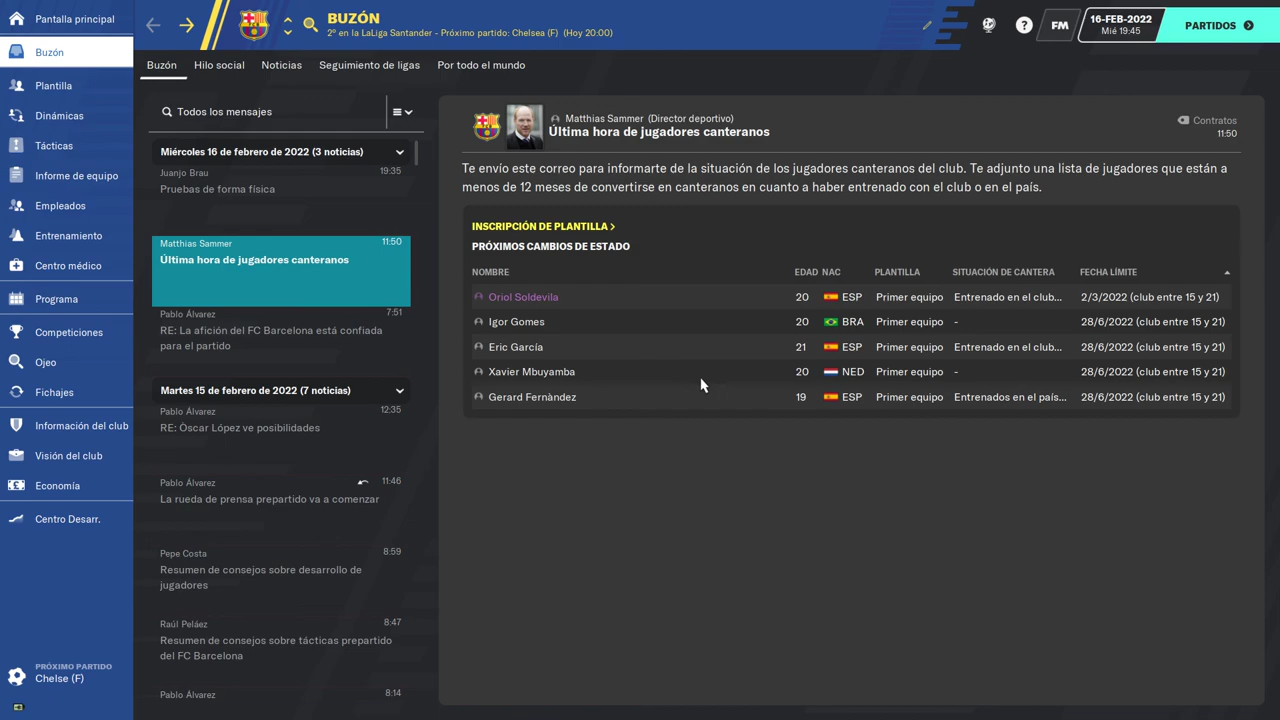 Pantalla principal
Buzón
Plantilla
Dinámicas
Tácticas
Informe de equipo
Empleados
Entrenamiento
Centro médico
Programa
Competiciones
Ojeo
Fichajes
Información del club
Visión del club
Economía
Centro Desarr.
PRÓXIMO PARTIDO
Chelse (F)
BUZÓN
2º en la LaLiga Santander - Próximo partido: Chelsea (F) (Hoy 20:00)
?
FM
16-FEB-2022
Mié 19:45
PARTIDOS
Buzón Hilo social Noticias Seguimiento de ligas Por todo el mundo
Todos los mensajes
Miércoles 16 de febrero de 2022 (3 noticias)
Juanjo Brau 19:35
Pruebas de forma física
Matthias Sammer 11:50
Última hora de jugadores canteranos
Pablo Álvarez 7:51
RE: La afición del FC Barcelona está confiada
para el partido
Martes 15 de febrero de 2022 (7 noticias)
Pablo Álvarez 12:35
RE: Òscar López ve posibilidades
Pablo Álvarez 11:46
La rueda de prensa prepartido va a comenzar
Pepe Costa 8:59
Resumen de consejos sobre desarrollo de
jugadores
Raúl Peláez 8:47
Resumen de consejos sobre tácticas prepartido
del FC Barcelona
Pablo Álvarez 8:14
Matthias Sammer (Director deportivo)
Última hora de jugadores canteranos
Contratos
11:50
Te envío este correo para informarte de la situación de los jugadores canteranos del club. Te adjunto una lista de jugadores que están a
menos de 12 meses de convertirse en canteranos en cuanto a haber entrenado con el club o en el país.
INSCRIPCIÓN DE PLANTILLA >
PRÓXIMOS CAMBIOS DE ESTADO
NOMBRE EDAD NAC PLANTILLA SITUACIÓN DE CANTERA FECHA LÍMITE
Oriol Soldevila 20 ESP Primer equipo Entrenado en el club... 2/3/2022 (club entre 15 y 21)
Igor Gomes 20 BRA Primer equipo - 28/6/2022 (club entre 15 y 21)
Eric García 21 ESP Primer equipo Entrenado en el club... 28/6/2022 (club entre 15 y 21)
Xavier Mbuyamba 20 NED Primer equipo - 28/6/2022 (club entre 15 y 21)
Gerard Fernàndez 19 ESP Primer equipo Entrenados en el país... 28/6/2022 (club entre 15 y 21)